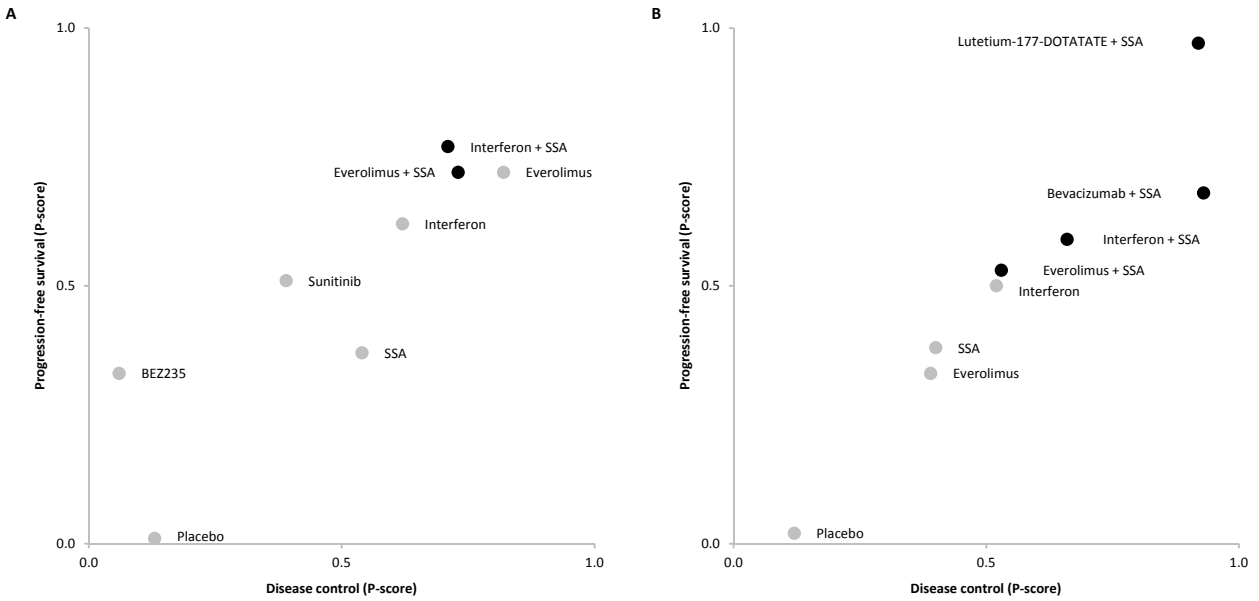 A
1.0
Interferon + SSA
Everolimus + SSA
Everolimus
Interferon
Sunitinib
0.5
SSA
BEZ235
Placebo
0.0
0.0
0.5
1.0
Progression-free survival (P-score)
Disease control (P-score)
B
1.0
Lutetium-177-DOTATATE + SSA
Bevacizumab + SSA
Interferon + SSA
Everolimus + SSA
Interferon
0.5
SSA
Everolimus
Placebo
0.0
0.0
0.5
1.0
Progression-free survival (P-score)
Disease control (P-score)